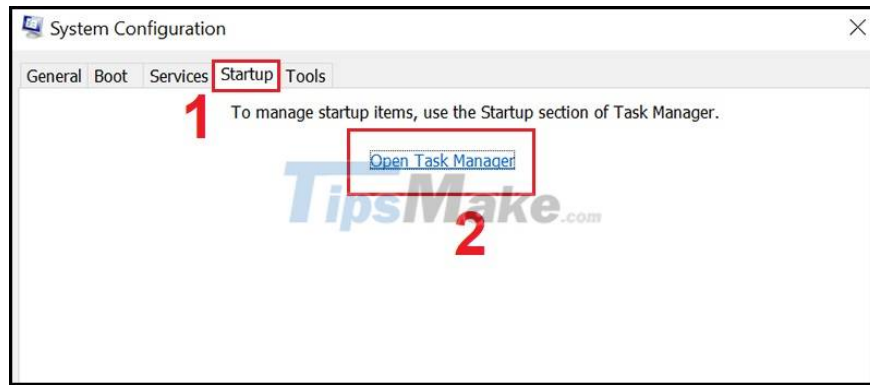 System Configuration
General Boot Services Startup Tools
1
To manage startup items, use the Startup section of Task Manager.
Open Task Manager
TipsMake.com
2